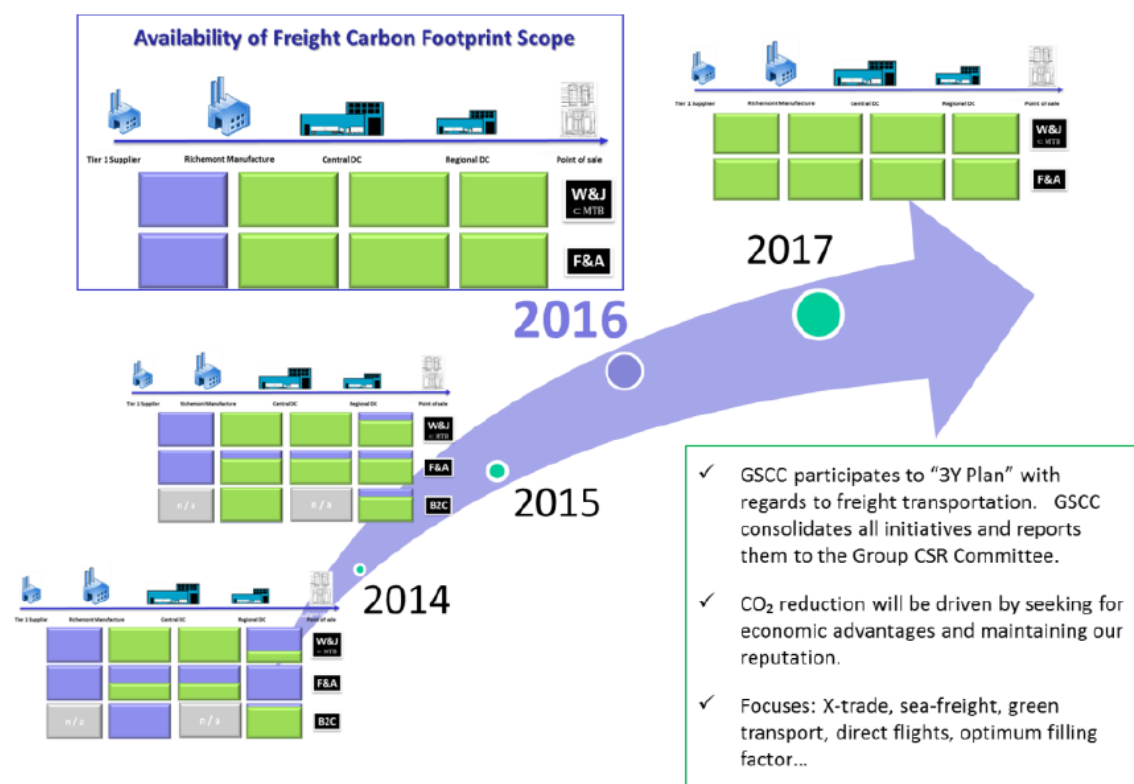 Availability of Freight Carbon Footprint Scope
Tier 1 Supplier Richemont Manufacture Central DC Regional DC Point of sale
W&J
⊂ MTB
F&A
Tier 1 Supplier Richemont Manufacture Central DC Regional DC Point of sale
W&J
⊂ MTB
F&A
2017
2016
Tier 1 Supplier Richemont Manufacture Central DC Regional DC Point of sale
W&J
⊂ MTB
F&A
n / a n / a B2C
2015
Tier 1 Supplier Richemont Manufacture Central DC Regional DC Point of sale
W&J
⊂ MTB
F&A
n / a n / a B2C
2014
✓ GSCC participates to “3Y Plan” with
regards to freight transportation. GSCC
consolidates all initiatives and reports
them to the Group CSR Committee.
✓ CO₂ reduction will be driven by seeking for
economic advantages and maintaining our
reputation.
✓ Focuses: X-trade, sea-freight, green
transport, direct flights, optimum filling
factor…